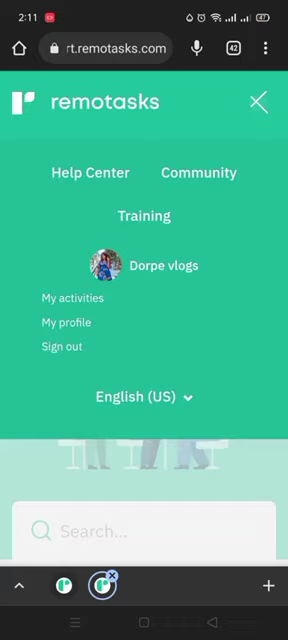 2:11
47
rt.remotasks.com
42
remotasks
Help Center
Community
Training
Dorpe vlogs
My activities
My profile
Sign out
English (US)
Search...